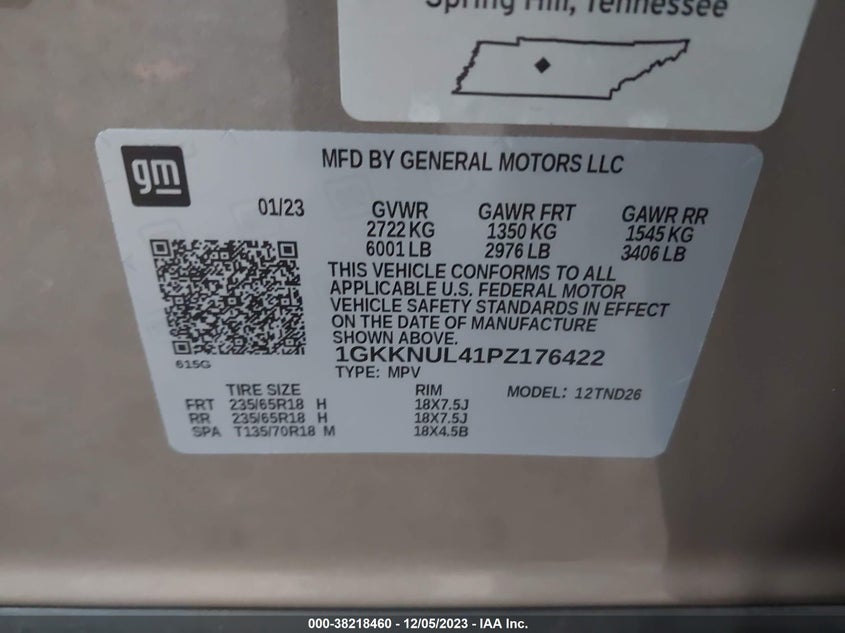 Spring Hill, Tennessee
gm
MFD BY GENERAL MOTORS LLC
01/23 GVWR GAWR FRT GAWR RR
2722 KG 1350 KG 1545 KG
6001 LB 2976 LB 3406 LB
THIS VEHICLE CONFORMS TO ALL
APPLICABLE U.S. FEDERAL MOTOR
VEHICLE SAFETY STANDARDS IN EFFECT
ON THE DATE OF MANUFACTURE
SHOWN ABOVE.
1GKKNUL41PZ176422
615G
TYPE: MPV
TIRE SIZE RIM MODEL: 12TND26
FRT 235/65R18 H 18X7.5J
RR 235/65R18 H 18X7.5J
SPA T135/70R18 M 18X4.5B
000-38218460 - 12/05/2023 - IAA Inc.